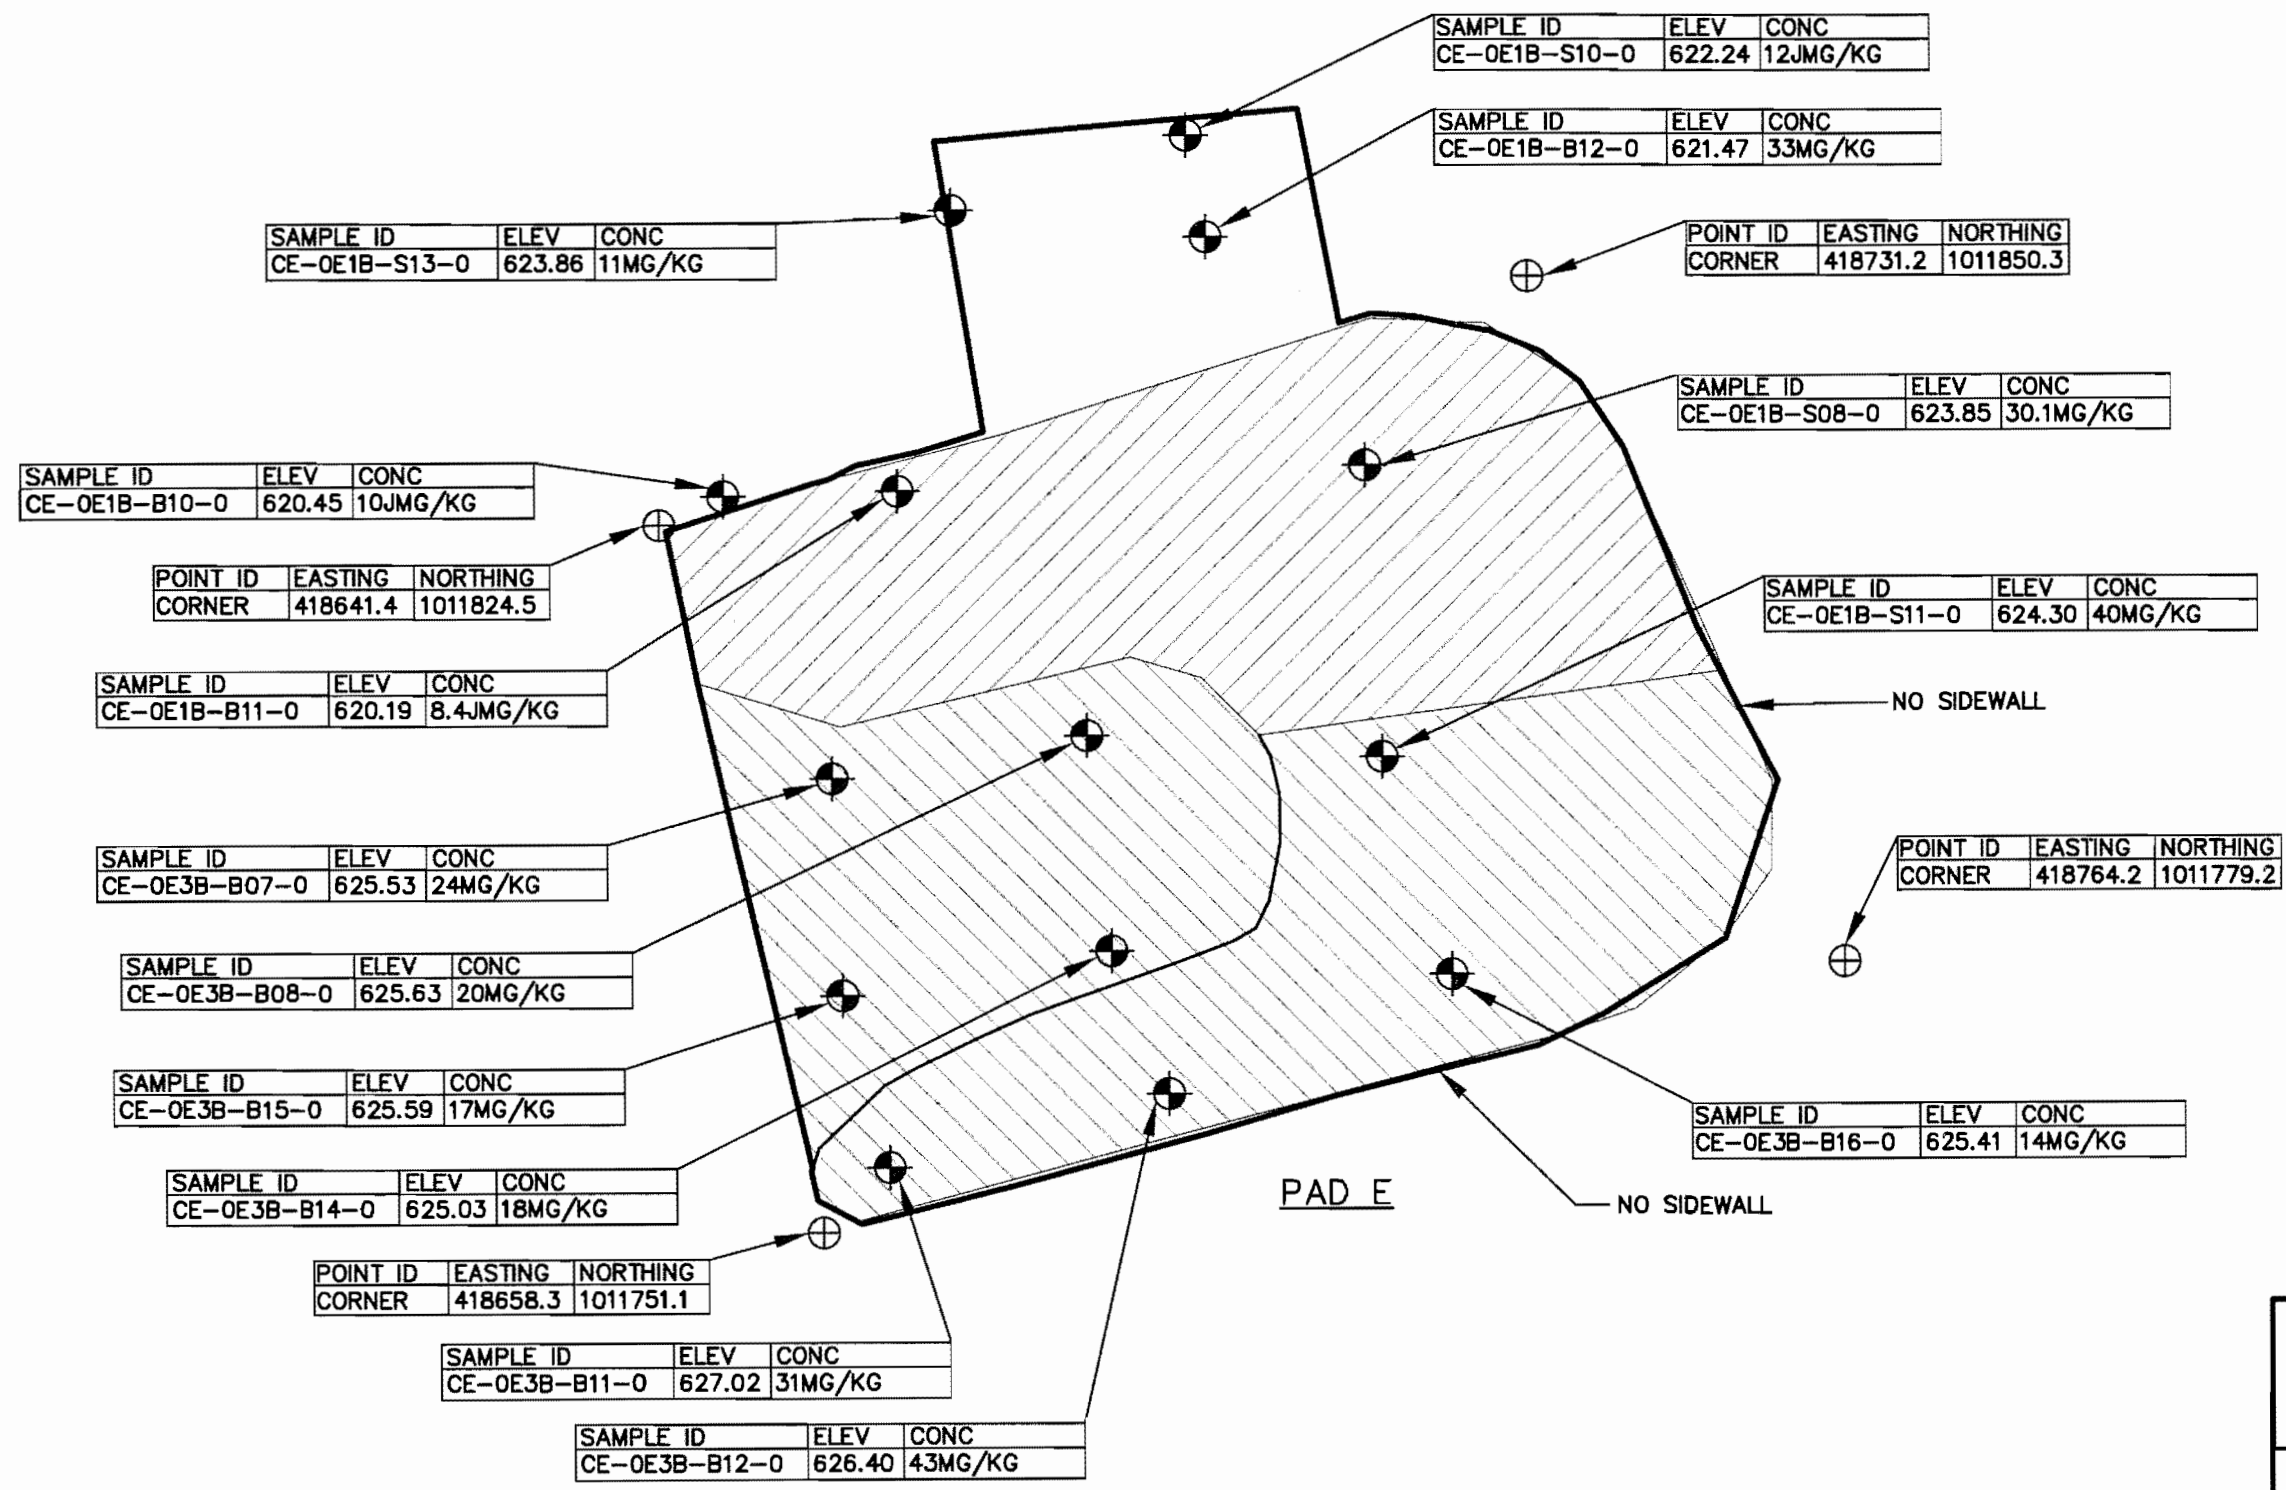 SAMPLE ID ELEV CONC
CE-0E1B-S10-0 622.24 12JMG/KG
SAMPLE ID ELEV CONC
CE-0E1B-B12-0 621.47 33MG/KG
SAMPLE ID ELEV CONC
CE-0E1B-S13-0 623.86 11MG/KG
POINT ID EASTING NORTHING
CORNER 418731.2 1011850.3
SAMPLE ID ELEV CONC
CE-0E1B-S08-0 623.85 30.1MG/KG
SAMPLE ID ELEV CONC
CE-0E1B-B10-0 620.45 10JMG/KG
POINT ID EASTING NORTHING
CORNER 418641.4 1011824.5
SAMPLE ID ELEV CONC
CE-0E1B-S11-0 624.30 40MG/KG
SAMPLE ID ELEV CONC
CE-0E1B-B11-0 620.19 8.4JMG/KG
NO SIDEWALL
SAMPLE ID ELEV CONC
CE-0E3B-B07-0 625.53 24MG/KG
POINT ID EASTING NORTHING
CORNER 418764.2 1011779.2
SAMPLE ID ELEV CONC
CE-0E3B-B08-0 625.63 20MG/KG
SAMPLE ID ELEV CONC
CE-0E3B-B15-0 625.59 17MG/KG
SAMPLE ID ELEV CONC
CE-0E3B-B16-0 625.41 14MG/KG
SAMPLE ID ELEV CONC
CE-0E3B-B14-0 625.03 18MG/KG
PAD E
NO SIDEWALL
POINT ID EASTING NORTHING
CORNER 418658.3 1011751.1
SAMPLE ID ELEV CONC
CE-0E3B-B11-0 627.02 31MG/KG
SAMPLE ID ELEV CONC
CE-0E3B-B12-0 626.40 43MG/KG